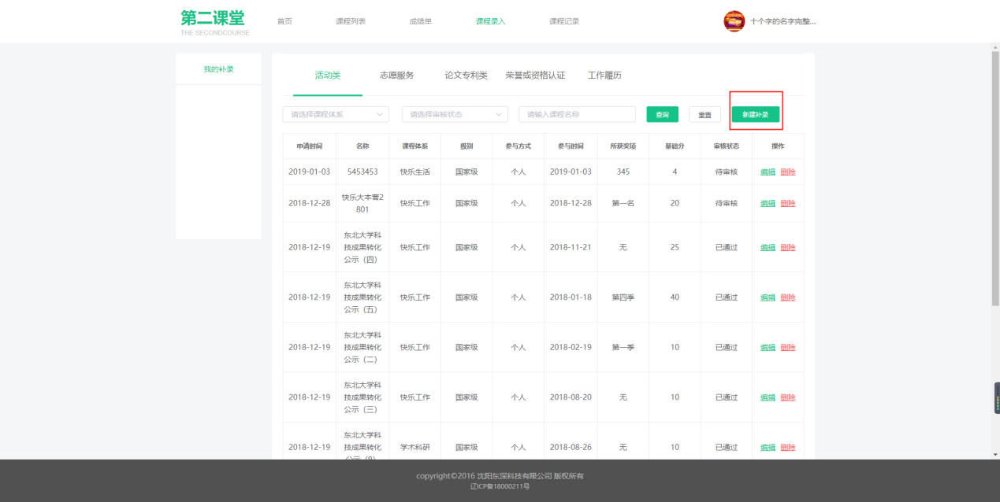 第二课堂
THE SECONDCOURSE
首页 课程列表 成绩单 课程录入 课程记录 十个字的名字完整...
我的补录
活动类 志愿服务 论文专利类 荣誉或资格认证 工作履历
请选择课程体系 请选择审核状态 请输入课程名称 查询 重置 新建补录
申请时间 名称 课程体系 级别 参与方式 参与时间 所获奖项 基础分 审核状态 操作
2019-01-03 5453453 快乐生活 国家级 个人 2019-01-03 345 4 待审核 编辑 删除
2018-12-28 快乐大本营2 快乐工作 国家级 个人 2018-12-28 第一名 20 待审核 编辑 删除
801
东北大学科
2018-12-19 技成果转化 快乐工作 国家级 个人 2018-11-21 无 25 已通过 编辑 删除
公示（四）
东北大学科
2018-12-19 技成果转化 快乐工作 国家级 个人 2018-01-18 第四季 40 已通过 编辑 删除
公示（五）
东北大学科
2018-12-19 技成果转化 快乐工作 国家级 个人 2018-02-19 第一季 10 已通过 编辑 删除
公示（二）
东北大学科
2018-12-19 技成果转化 快乐工作 国家级 个人 2018-08-20 无 10 已通过 编辑 删除
公示（三）
东北大学科
2018-12-19 技成果转化 学术科研 国家级 个人 2018-08-26 无 10 已通过 编辑 删除
公示（9）
copyright©2016 沈阳东深科技有限公司 版权所有
辽ICP备18000211号